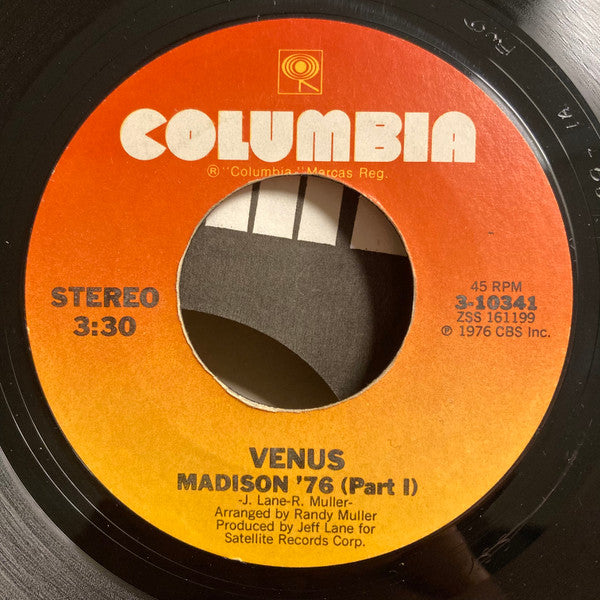 COLUMBIA
® "Columbia," Marcas Reg.
STEREO
3:30
45 RPM
3-10341
ZSS 161199
℗ 1976 CBS Inc.
VENUS
MADISON '76 (Part I)
-J. Lane-R. Muller-
Arranged by Randy Muller
Produced by Jeff Lane for
Satellite Records Corp.